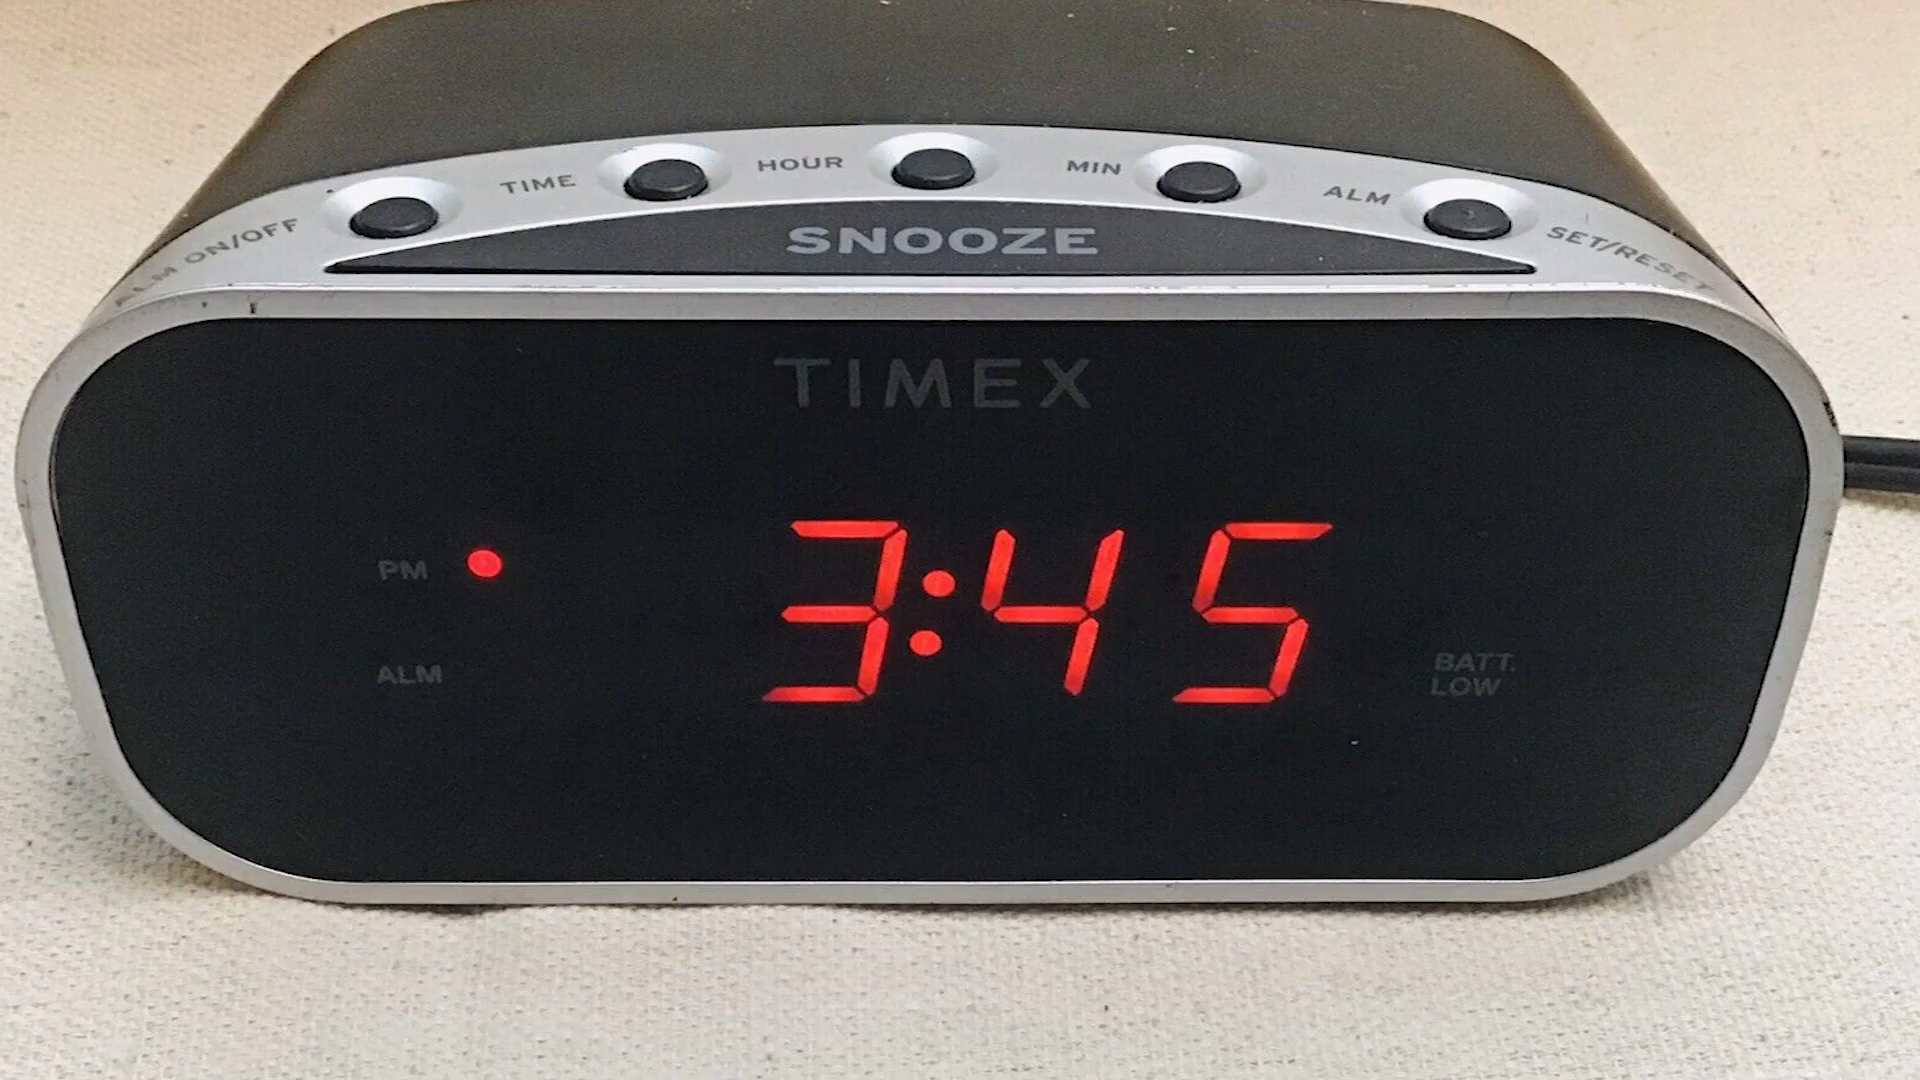 ALM ON/OFF
TIME
HOUR
MIN
ALM
SET/RESET
SNOOZE
TIMEX
PM
3:45
ALM
BATT.
LOW